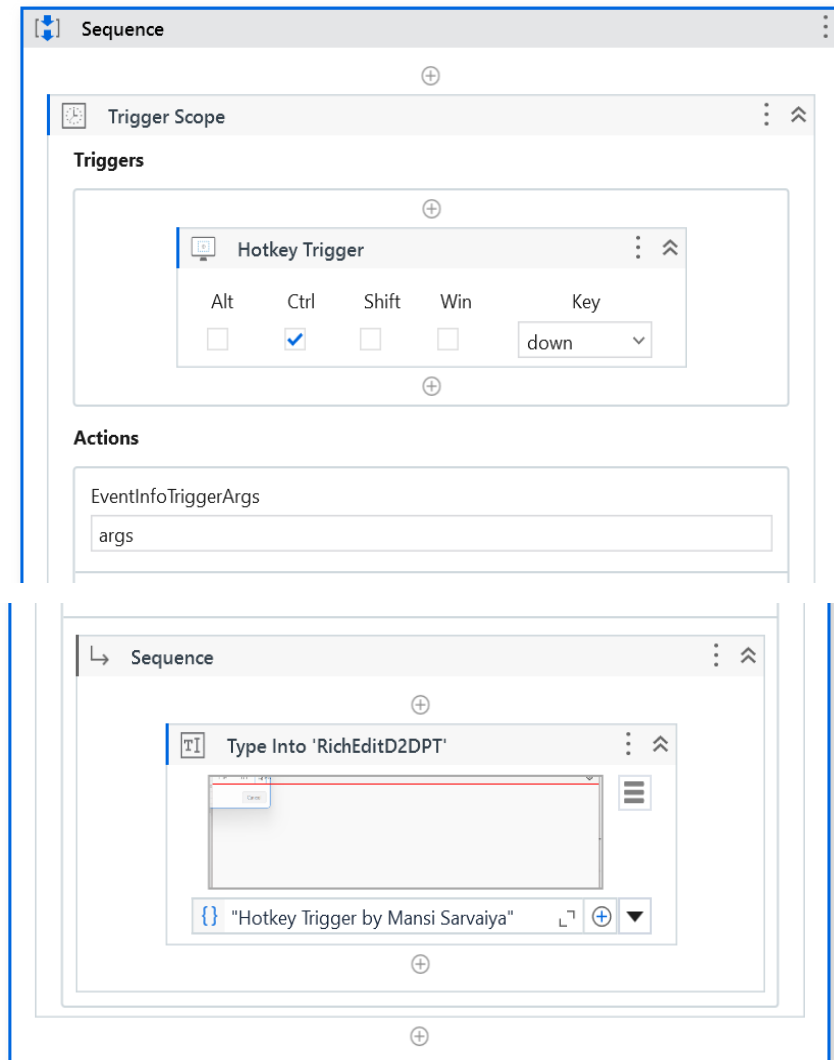 Sequence
Trigger Scope
Triggers
Hotkey Trigger
Alt Ctrl Shift Win Key
down
Actions
EventInfoTriggerArgs
args
Sequence
Type Into 'RichEditD2DPT'
"Hotkey Trigger by Mansi Sarvaiya"